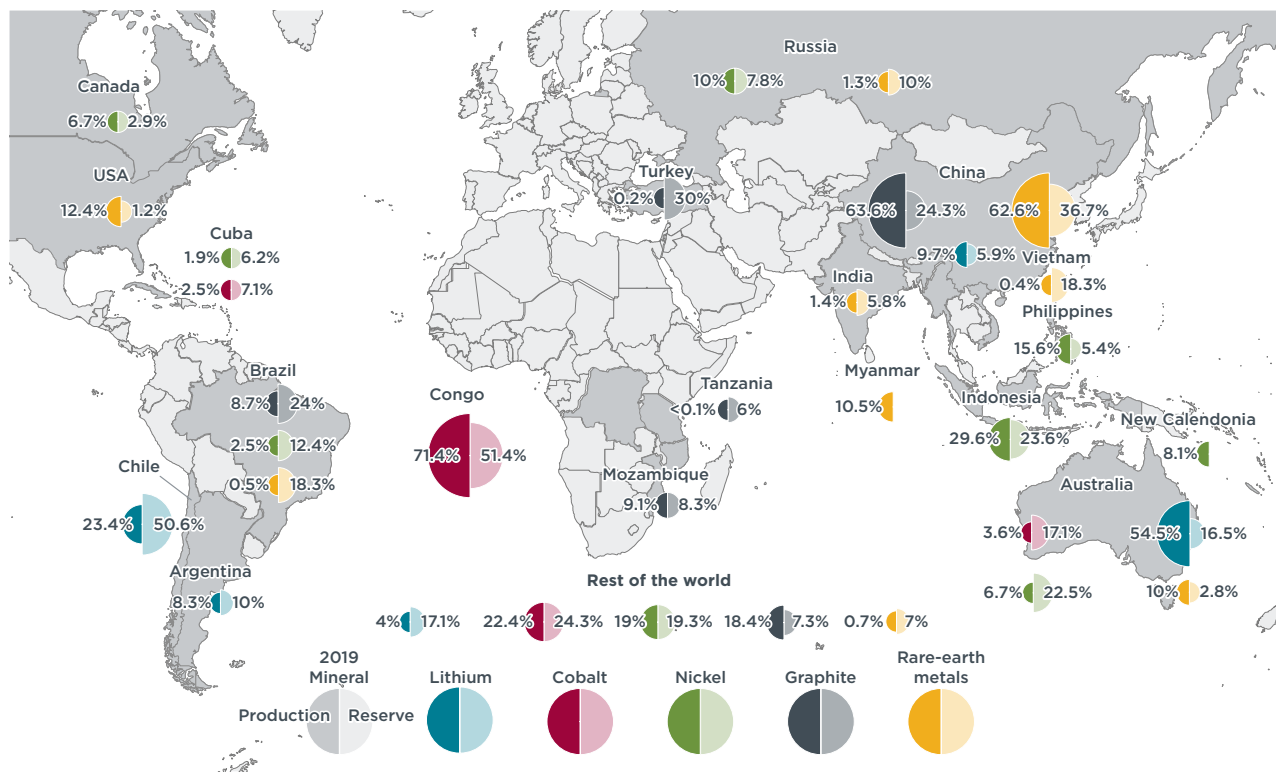 Russia
10% 7.8%
1.3% 10%
Canada
6.7% 2.9%
USA
12.4% 1.2%
Turkey
0.2% 30%
China
63.6% 24.3%
62.6% 36.7%
9.7% 5.9%
Cuba
1.9% 6.2%
2.5% 7.1%
Vietnam
0.4% 18.3%
India
1.4% 5.8%
Philippines
15.6% 5.4%
Brazil
8.7% 24%
2.5% 12.4%
0.5% 18.3%
Congo
71.4% 51.4%
Tanzania
<0.1% 6%
Myanmar
10.5%
Indonesia
29.6% 23.6%
New Calendonia
8.1%
Chile
23.4% 50.6%
Mozambique
9.1% 8.3%
Australia
3.6% 17.1%
54.5% 16.5%
6.7% 22.5%
10% 2.8%
Argentina
8.3% 10%
Rest of the world
4% 17.1%
22.4% 24.3%
19% 19.3%
18.4% 7.3%
0.7% 7%
2019
Mineral
Production Reserve
Lithium
Cobalt
Nickel
Graphite
Rare-earth
metals